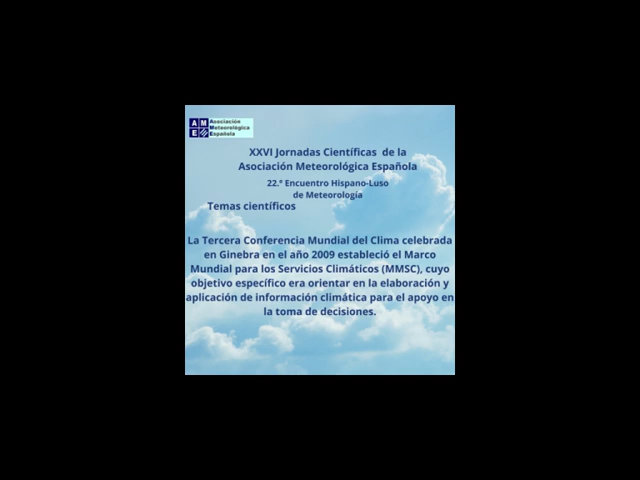 AME
Asociación
Meteorológica
Española
XXVI Jornadas Científicas de la
Asociación Meteorológica Española
22.º Encuentro Hispano-Luso
de Meteorología
Temas científicos
La Tercera Conferencia Mundial del Clima celebrada
en Ginebra en el año 2009 estableció el Marco
Mundial para los Servicios Climáticos (MMSC), cuyo
objetivo específico era orientar en la elaboración y
aplicación de información climática para el apoyo en
la toma de decisiones.